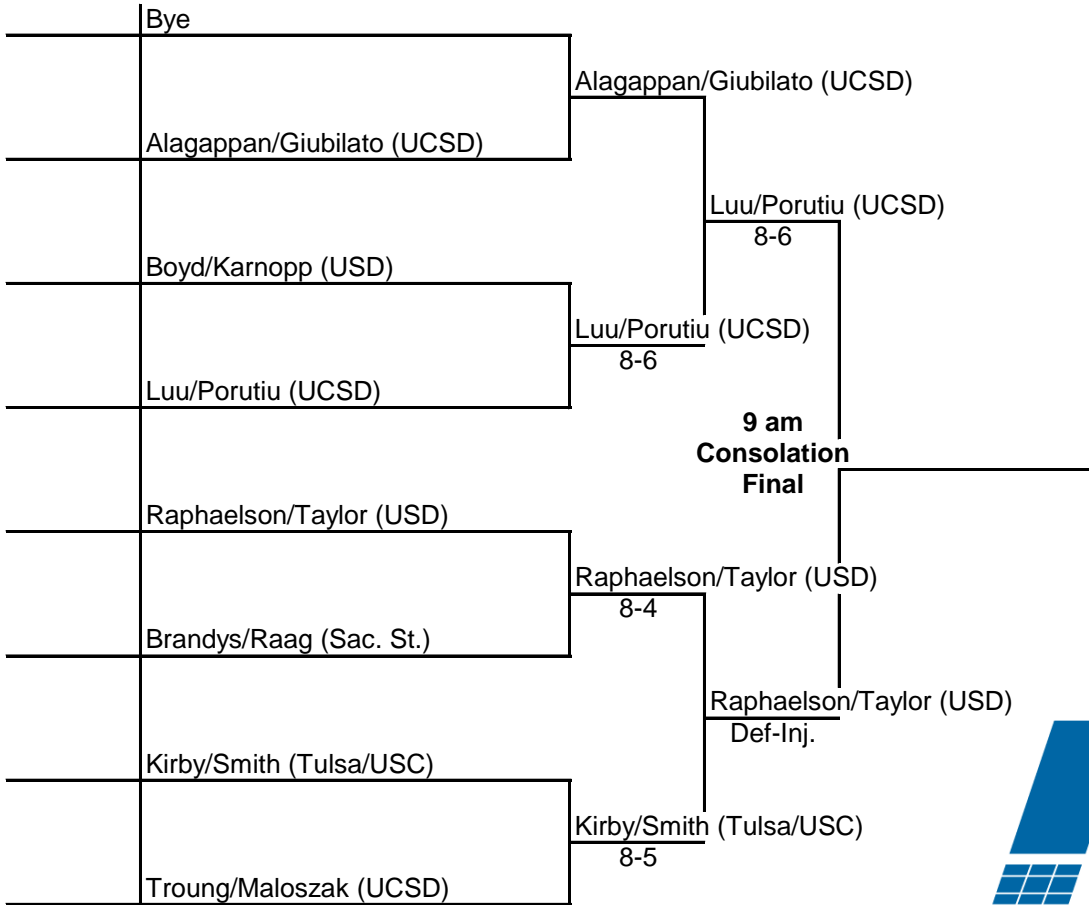 Bye
Alagappan/Giubilato (UCSD)
Alagappan/Giubilato (UCSD)
Luu/Porutiu (UCSD)
8-6
Boyd/Karnopp (USD)
Luu/Porutiu (UCSD)
8-6
Luu/Porutiu (UCSD)
9 am
Consolation
Final
Raphaelson/Taylor (USD)
Raphaelson/Taylor (USD)
8-4
Brandys/Raag (Sac. St.)
Raphaelson/Taylor (USD)
Def-Inj.
Kirby/Smith (Tulsa/USC)
Kirby/Smith (Tulsa/USC)
8-5
Troung/Maloszak (UCSD)